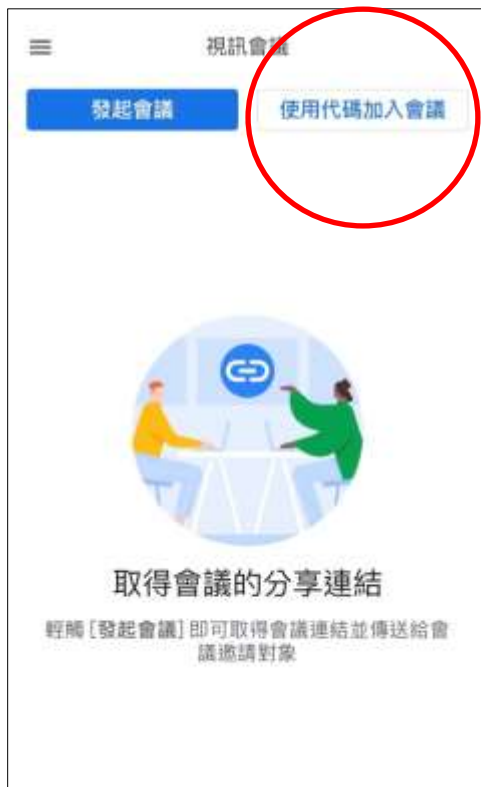 視訊會議
發起會議
使用代碼加入會議
取得會議的分享連結
輕觸 [發起會議] 即可取得會議連結並傳送給會
議邀請對象